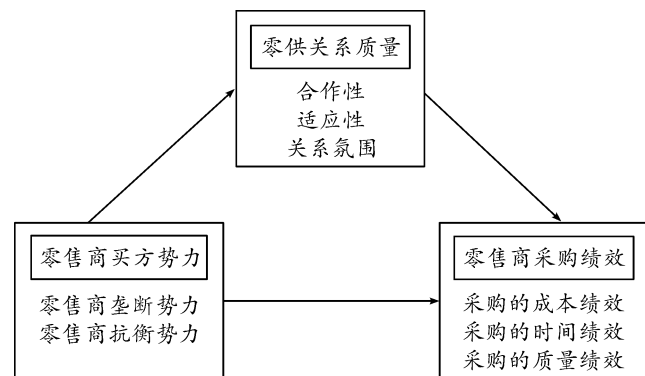 零供关系质量
合作性
适应性
关系氛围
零售商买方势力
零售商垄断势力
零售商抗衡势力
零售商采购绩效
采购的成本绩效
采购的时间绩效
采购的质量绩效